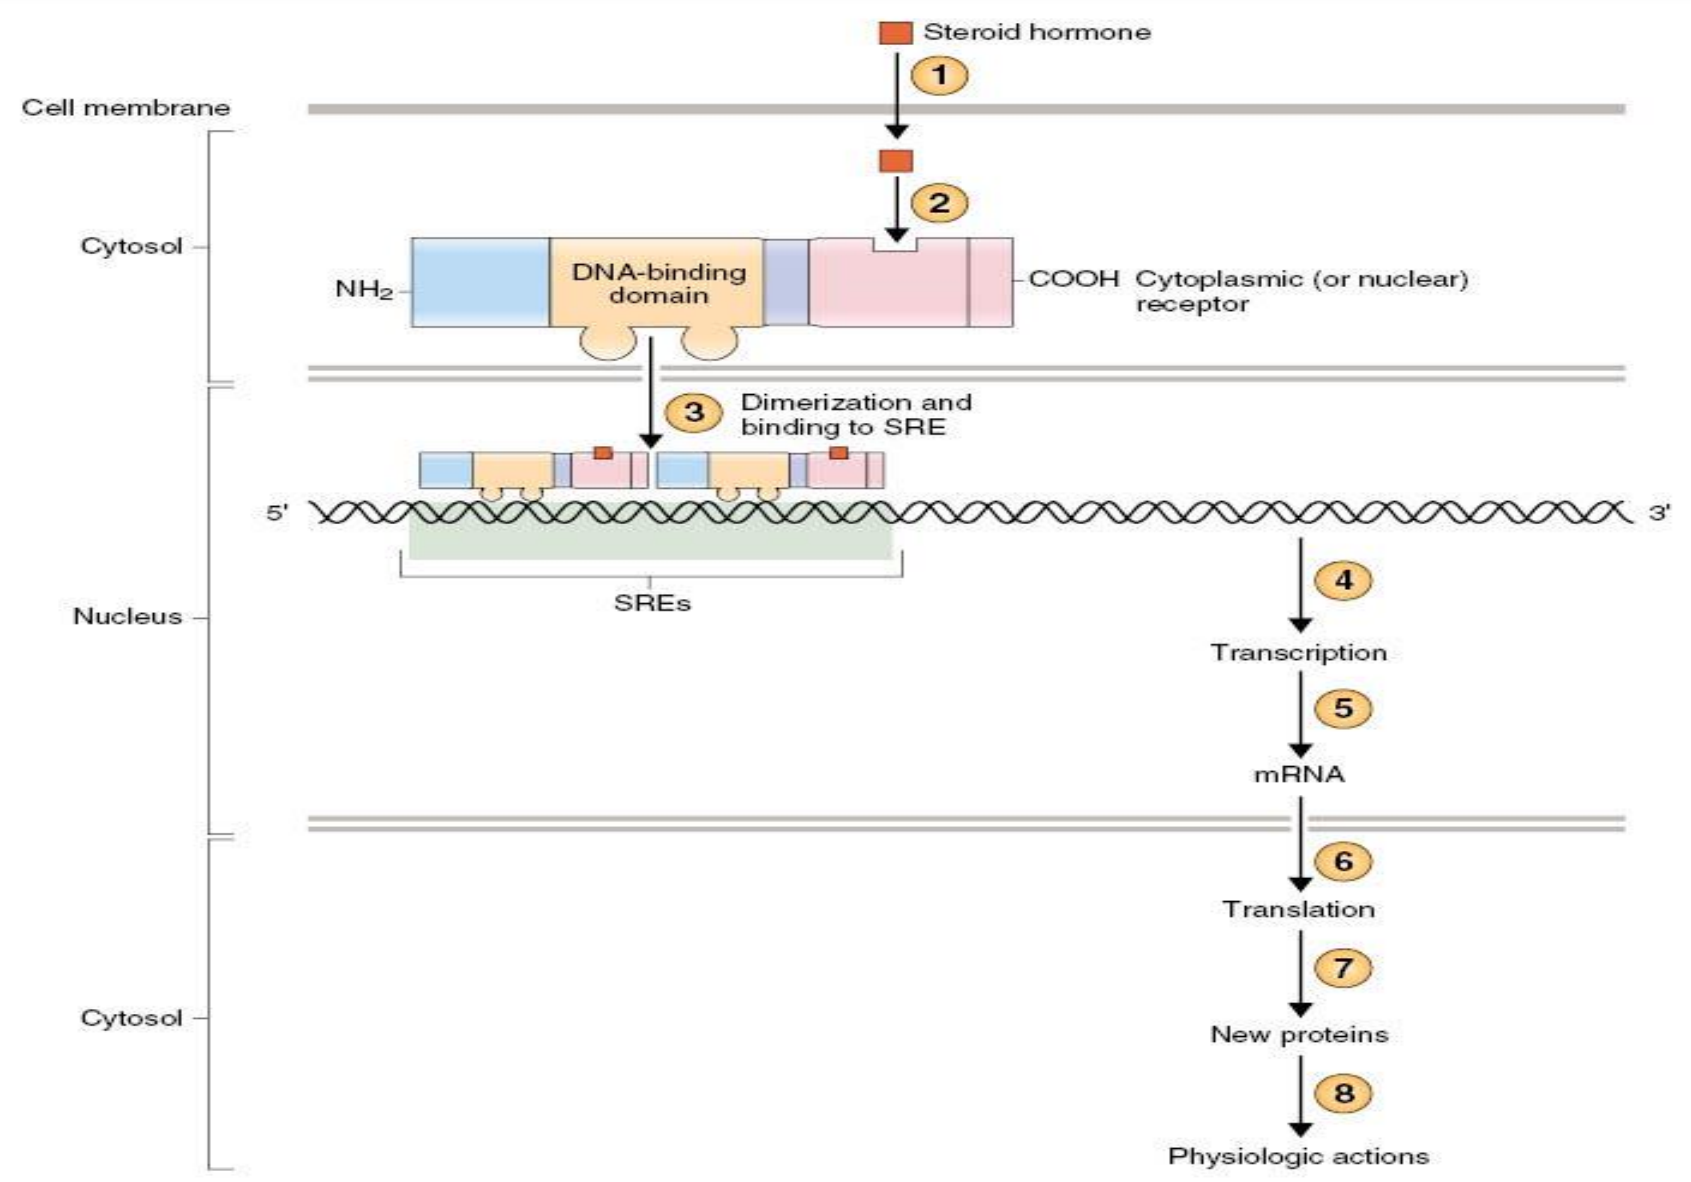 Steroid hormone
1
Cell membrane
2
Cytosol
DNA-binding
domain
NH₂
COOH Cytoplasmic (or nuclear)
receptor
3
Dimerization and
binding to SRE
5'
3'
SREs
4
Nucleus
Transcription
5
mRNA
6
Translation
7
Cytosol
New proteins
8
Physiologic actions